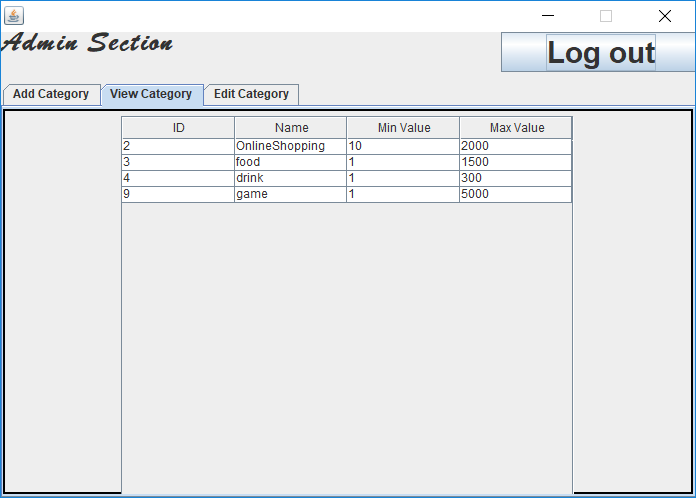 Admin Section
Log out
Add Category View Category Edit Category
ID Name Min Value Max Value
2 OnlineShopping 10 2000
3 food 1 1500
4 drink 1 300
9 game 1 5000